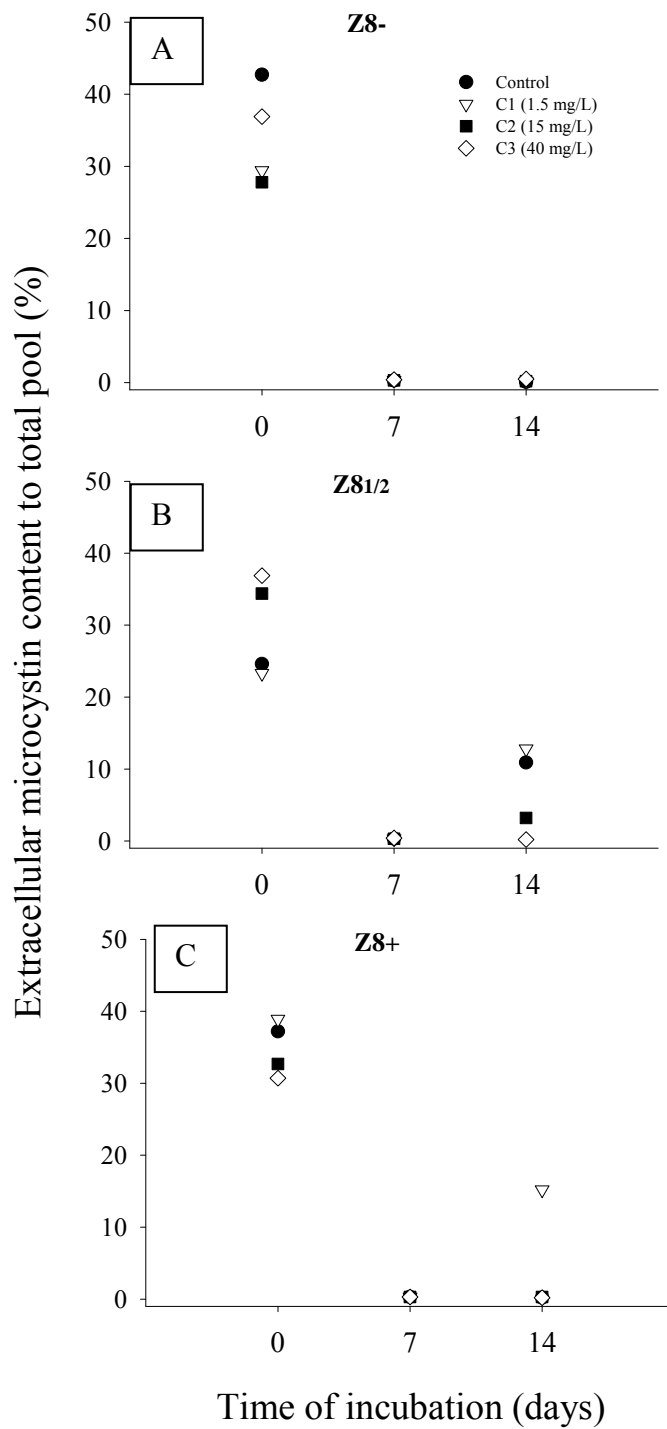 Extracellular microcystin content to total pool (%)
A
Z8-
Control
C1 (1.5 mg/L)
C2 (15 mg/L)
C3 (40 mg/L)
50
40
30
20
10
0
0 7 14
B
Z81/2
50
40
30
20
10
0
0 7 14
C
Z8+
50
40
30
20
10
0
0 7 14
Time of incubation (days)